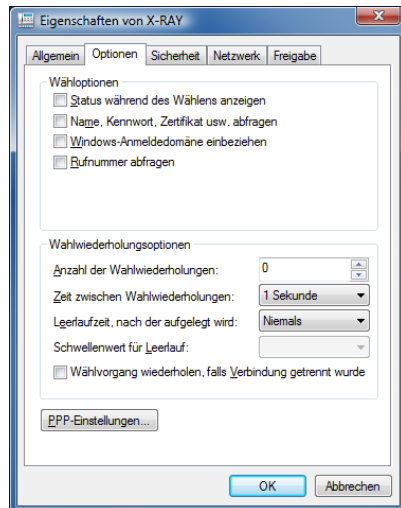 Eigenschaften von X-RAY
Allgemein Optionen Sicherheit Netzwerk Freigabe
Wähloptionen
Status während des Wählens anzeigen
Name, Kennwort, Zertifikat usw. abfragen
Windows-Anmeldedomäne einbeziehen
Rufnummer abfragen
Wahlwiederholungsoptionen
Anzahl der Wahlwiederholungen: 0
Zeit zwischen Wahlwiederholungen: 1 Sekunde
Leerlaufzeit, nach der aufgelegt wird: Niemals
Schwellenwert für Leerlauf:
Wählvorgang wiederholen, falls Verbindung getrennt wurde
PPP-Einstellungen...
OK Abbrechen